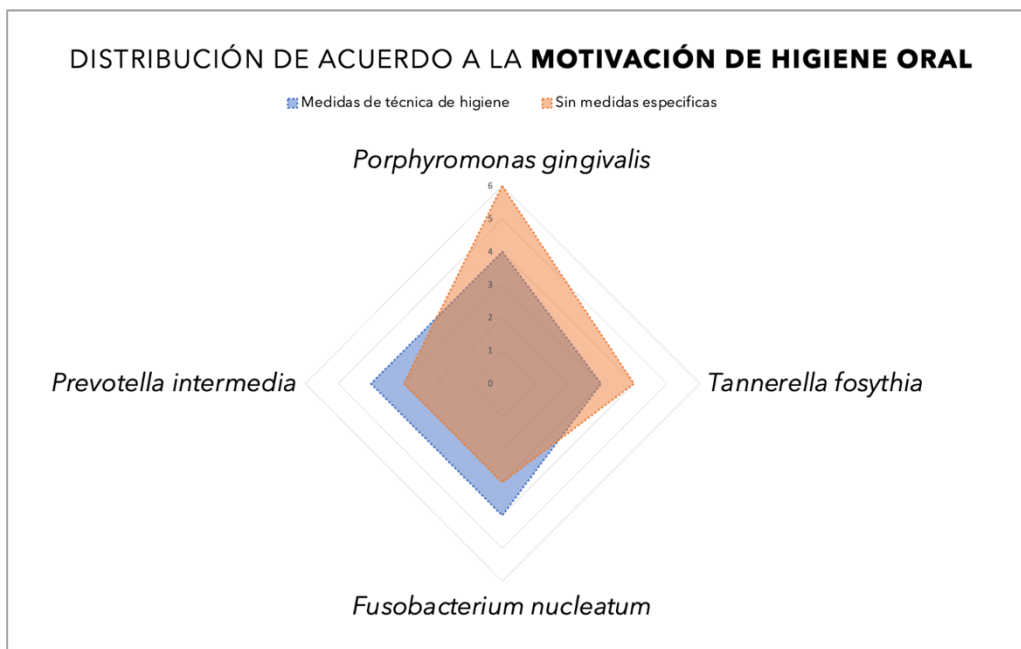 DISTRIBUCIÓN DE ACUERDO A LA MOTIVACIÓN DE HIGIENE ORAL
Medidas de técnica de higiene Sin medidas especificas
Porphyromonas gingivalis
6
5
4
3
2
1
Prevotella intermedia 0 Tannerella fosythia
Fusobacterium nucleatum